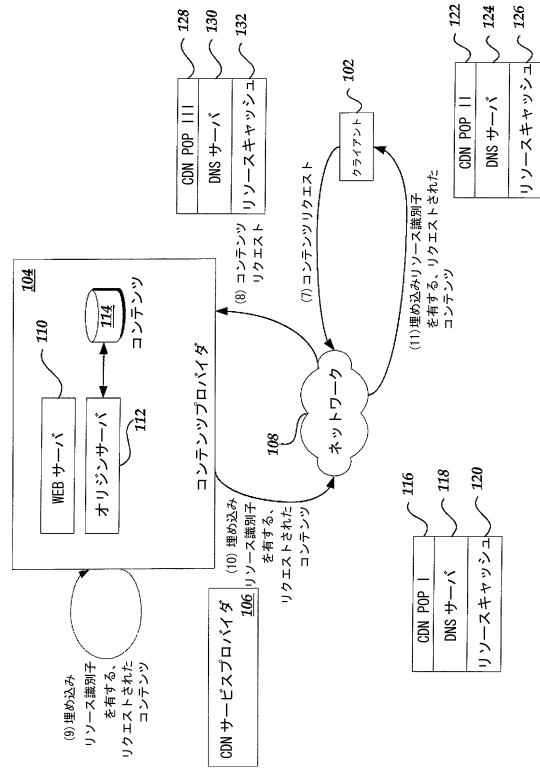 104
110
WEB サーバ
オリジンサーバ
112
114
コンテンツ
コンテンツプロバイダ
(9) 埋め込み
リソース識別子
を有する、
リクエストされた
コンテンツ
CDN サービスプロバイダ
106
(10) 埋め込み
リソース識別子
を有する、
リクエストされた
コンテンツ
(8) コンテンツ
リクエスト
108
ネットワーク
(7) コンテンツリクエスト
クライアント
102
(11) 埋め込みリソース識別子
を有する、リクエストされた
コンテンツ
CDN POP III
128
DNS サーバ
130
リソースキャッシュ
132
CDN POP I
116
DNS サーバ
118
リソースキャッシュ
120
CDN POP II
122
DNS サーバ
124
リソースキャッシュ
126